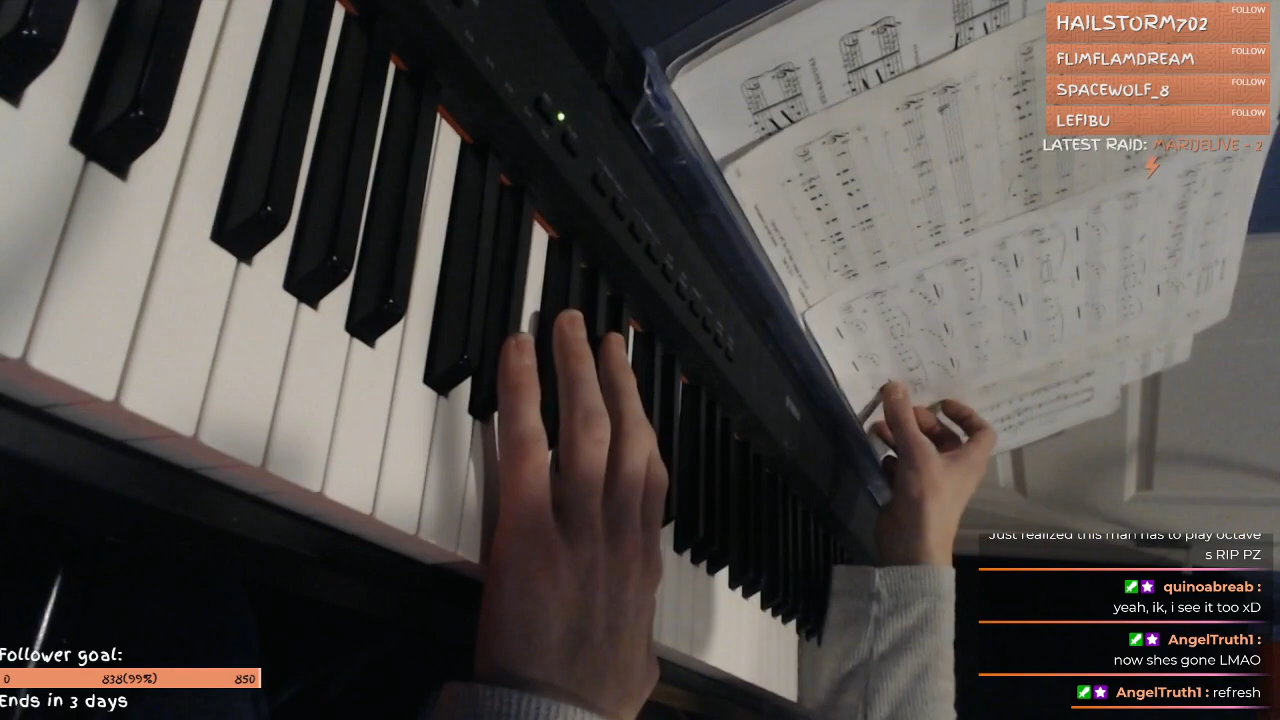 FOLLOW
HAILSTORM702
FOLLOW
FLIMFLAMDREAM
FOLLOW
SPACEWOLF_8
FOLLOW
LEFIBU
LATEST RAID: MARIJELIVE - 2
Just realized this man has to play octave
s RIP PZ
quinoabreab :
yeah, ik, i see it too xD
AngelTruth1 :
now shes gone LMAO
AngelTruth1 : refresh
Follower goal:
0 838(99%) 850
Ends in 3 days